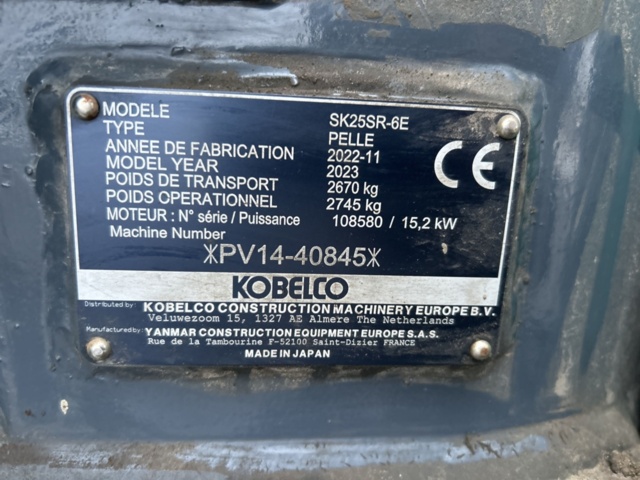 MODELE SK25SR-6E
TYPE PELLE
ANNEE DE FABRICATION 2022-11
MODEL YEAR 2023
POIDS DE TRANSPORT 2670 kg
POIDS OPERATIONNEL 2745 kg
MOTEUR : N° série / Puissance 108580 / 15,2 kW
Machine Number
✳PV14-40845✳
CE
KOBELCO
Distributed by: KOBELCO CONSTRUCTION MACHINERY EUROPE B.V.
Veluwezoom 15, 1327 AE Almere The Netherlands
Manufactured by: YANMAR CONSTRUCTION EQUIPMENT EUROPE S.A.S.
Rue de la Tambourine F-52100 Saint-Dizier FRANCE
MADE IN JAPAN